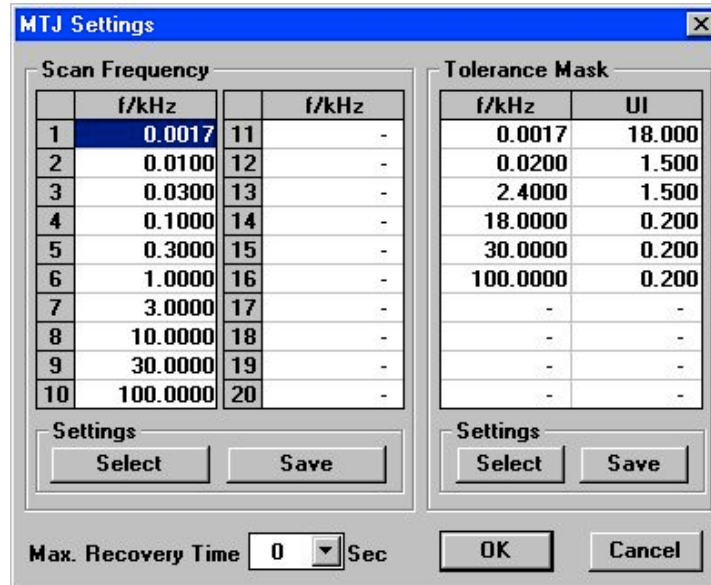 MTJ Settings
Scan Frequency
f/kHz f/kHz
1 0.0017 11 -
2 0.0100 12 -
3 0.0300 13 -
4 0.1000 14 -
5 0.3000 15 -
6 1.0000 16 -
7 3.0000 17 -
8 10.0000 18 -
9 30.0000 19 -
10 100.0000 20 -
Settings
Select Save
Tolerance Mask
f/kHz UI
0.0017 18.000
0.0200 1.500
2.4000 1.500
18.0000 0.200
30.0000 0.200
100.0000 0.200
- -
- -
- -
- -
Settings
Select Save
Max. Recovery Time 0 Sec
OK Cancel